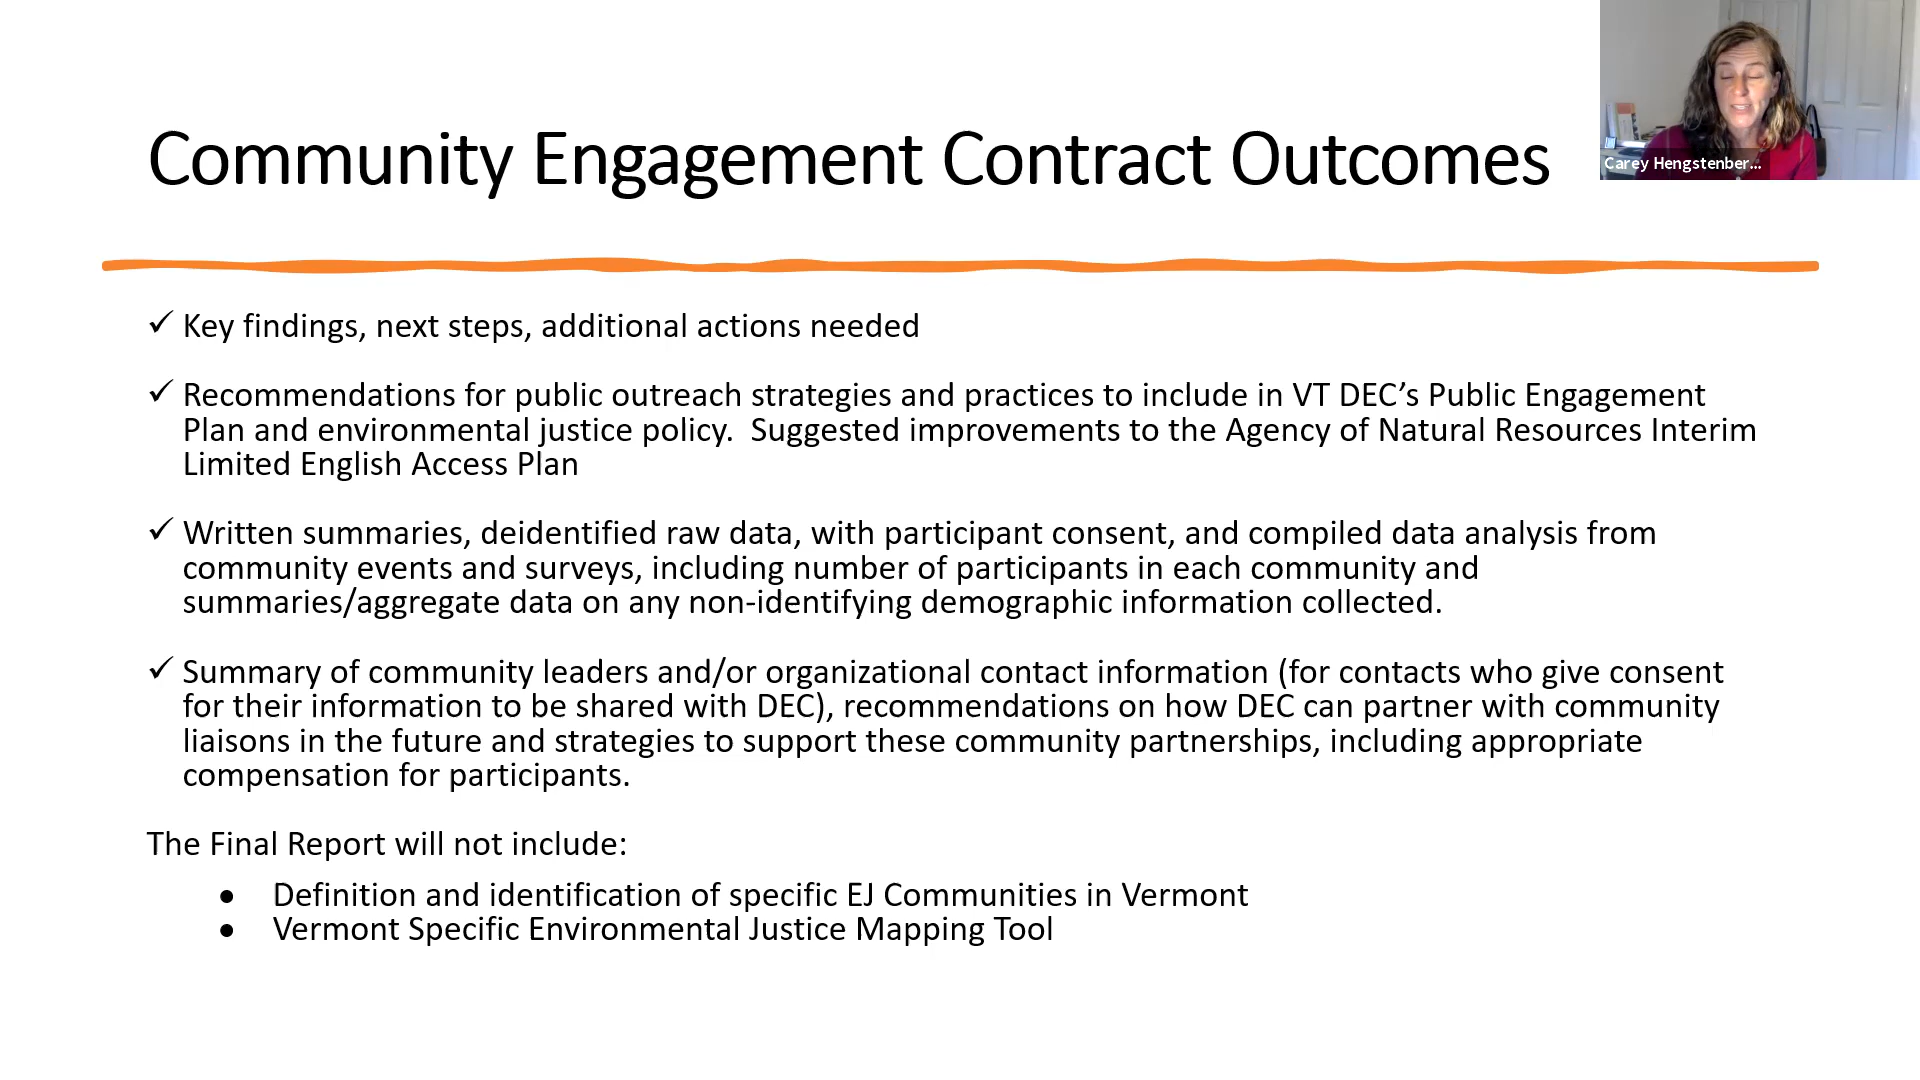 Community Engagement Contract Outcomes
Carey Hengstenber...
✓ Key findings, next steps, additional actions needed
✓ Recommendations for public outreach strategies and practices to include in VT DEC’s Public Engagement
Plan and environmental justice policy.  Suggested improvements to the Agency of Natural Resources Interim
Limited English Access Plan
✓ Written summaries, deidentified raw data, with participant consent, and compiled data analysis from
community events and surveys, including number of participants in each community and
summaries/aggregate data on any non-identifying demographic information collected.
✓ Summary of community leaders and/or organizational contact information (for contacts who give consent
for their information to be shared with DEC), recommendations on how DEC can partner with community
liaisons in the future and strategies to support these community partnerships, including appropriate
compensation for participants.
The Final Report will not include:
● Definition and identification of specific EJ Communities in Vermont
● Vermont Specific Environmental Justice Mapping Tool